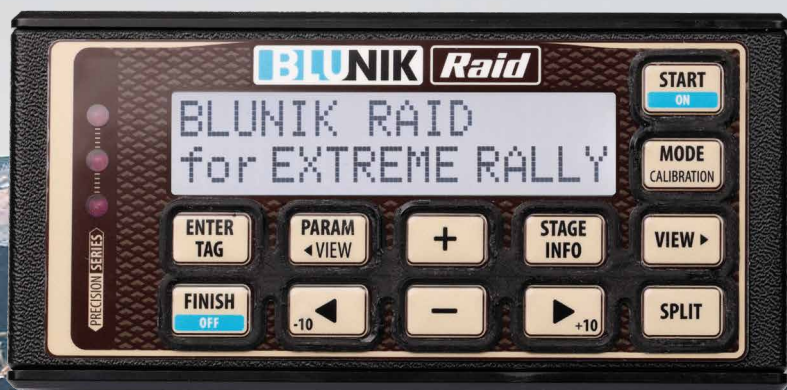 BLUNIK Raid
BLUNIK RAID
for EXTREME RALLY
START
ON
MODE
CALIBRATION
ENTER
TAG
PARAM
◄VIEW
+
STAGE
INFO
VIEW ►
FINISH
OFF
◄
-10
−
►
+10
SPLIT
PRECISION SERIES